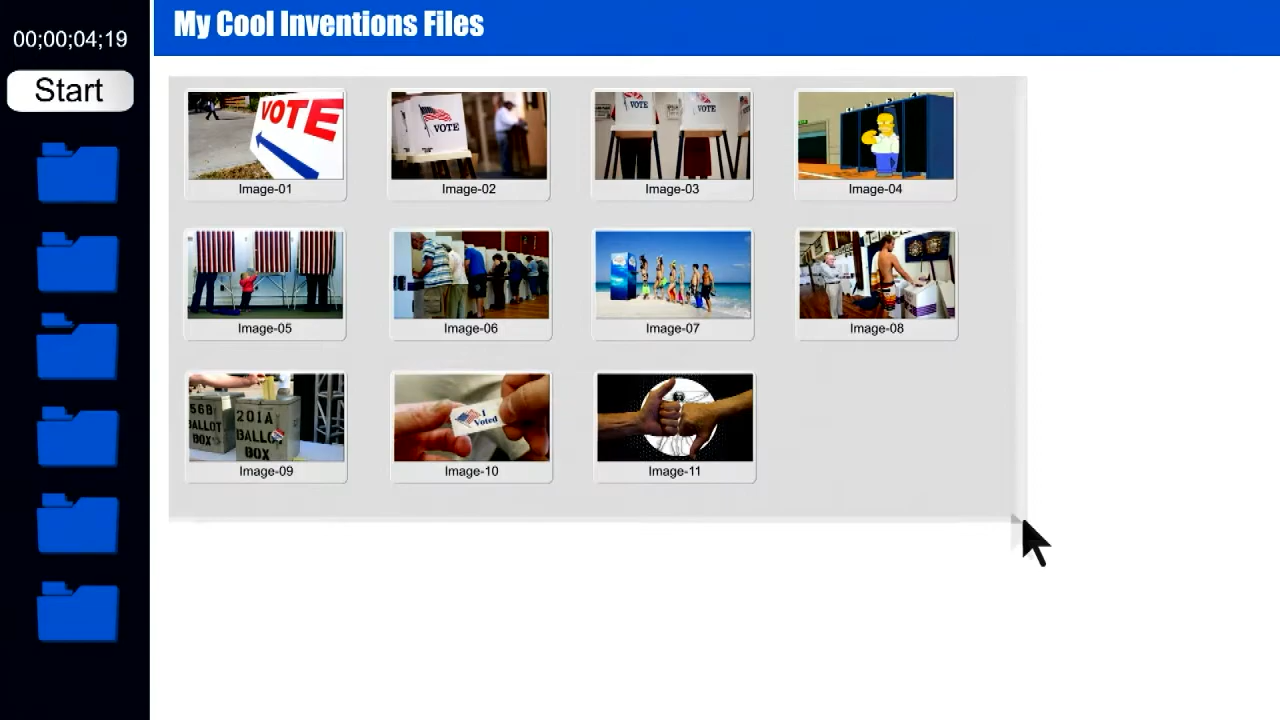 My Cool Inventions Files
00;00;04;19
Start
VOTE
Image-01
VOTE
Image-02
VOTE
VOTE
Image-03
Image-04
Image-05
Image-06
Image-07
Image-08
56B
BALLOT
BOX
201A
BALLOT
BOX
Image-09
I
Voted
Image-10
Image-11